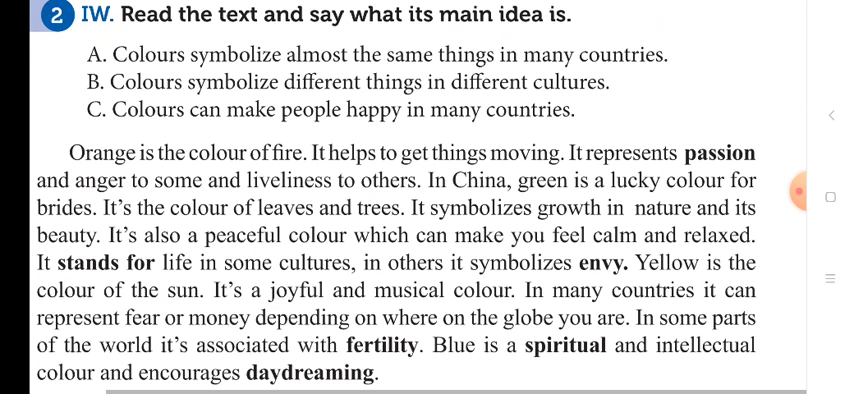 2 IW. Read the text and say what its main idea is.
A. Colours symbolize almost the same things in many countries.
B. Colours symbolize different things in different cultures.
C. Colours can make people happy in many countries.
Orange is the colour of fire. It helps to get things moving. It represents passion
and anger to some and liveliness to others. In China, green is a lucky colour for
brides. It’s the colour of leaves and trees. It symbolizes growth in nature and its
beauty. It’s also a peaceful colour which can make you feel calm and relaxed.
It stands for life in some cultures, in others it symbolizes envy. Yellow is the
colour of the sun. It’s a joyful and musical colour. In many countries it can
represent fear or money depending on where on the globe you are. In some parts
of the world it’s associated with fertility. Blue is a spiritual and intellectual
colour and encourages daydreaming.